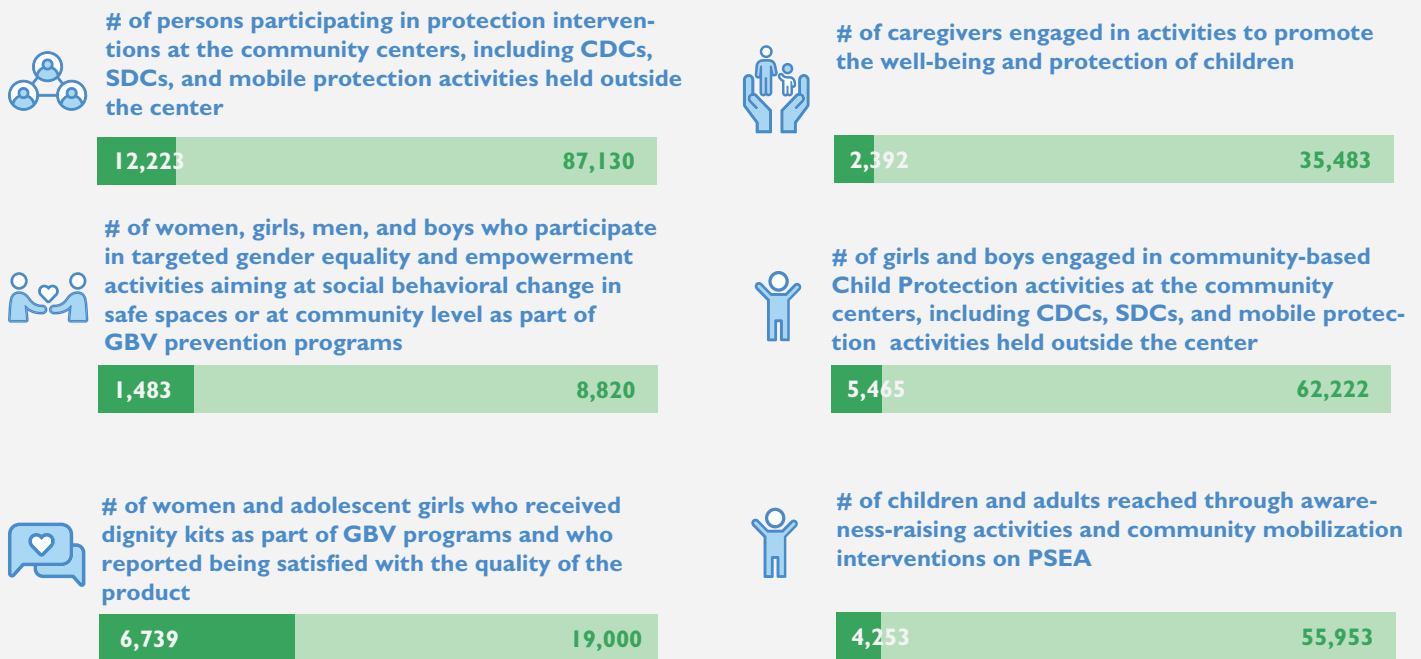 # of persons participating in protection interven-
tions at the community centers, including CDCs,
SDCs, and mobile protection activities held outside
the center
12,223 87,130
# of caregivers engaged in activities to promote
the well-being and protection of children
2,392 35,483
# of women, girls, men, and boys who participate
in targeted gender equality and empowerment
activities aiming at social behavioral change in
safe spaces or at community level as part of
GBV prevention programs
1,483 8,820
# of girls and boys engaged in community-based
Child Protection activities at the community
centers, including CDCs, SDCs, and mobile protec-
tion activities held outside the center
5,465 62,222
# of women and adolescent girls who received
dignity kits as part of GBV programs and who
reported being satisfied with the quality of the
product
6,739 19,000
# of children and adults reached through aware-
ness-raising activities and community mobilization
interventions on PSEA
4,253 55,953